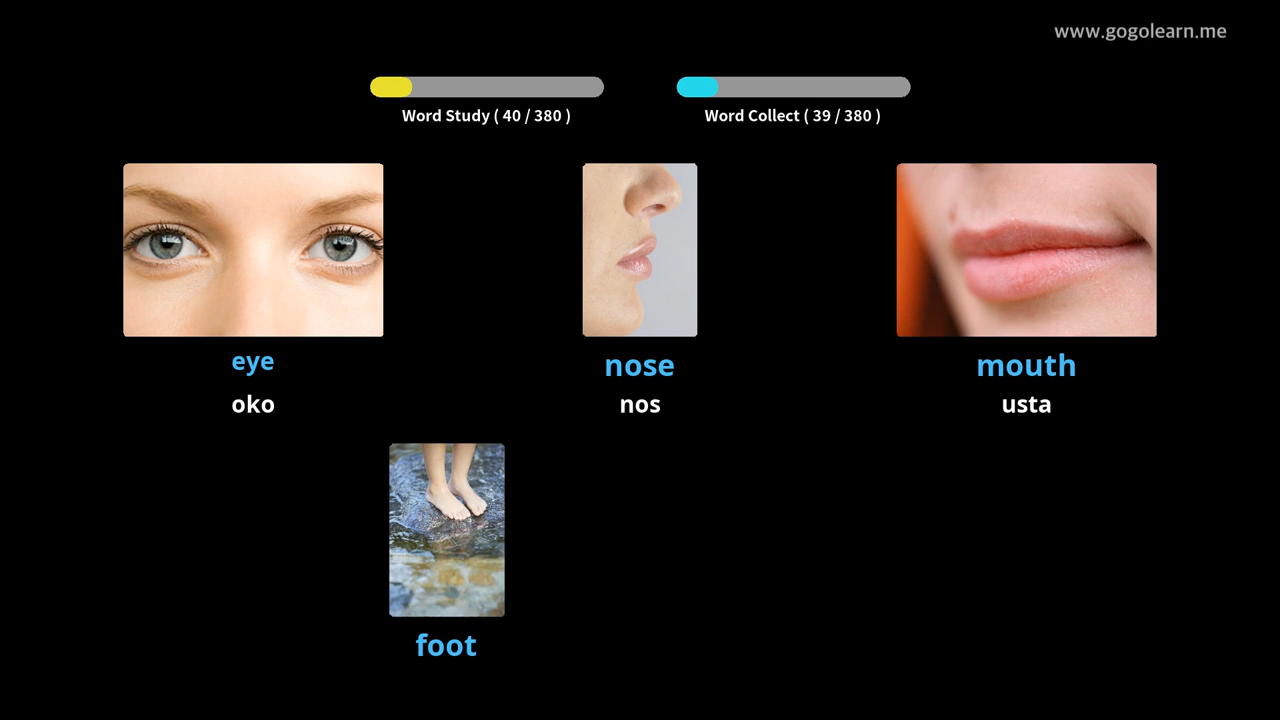 www.gogolearn.me
Word Study ( 40 / 380 )
Word Collect ( 39 / 380 )
eye
oko
nose
nos
mouth
usta
foot